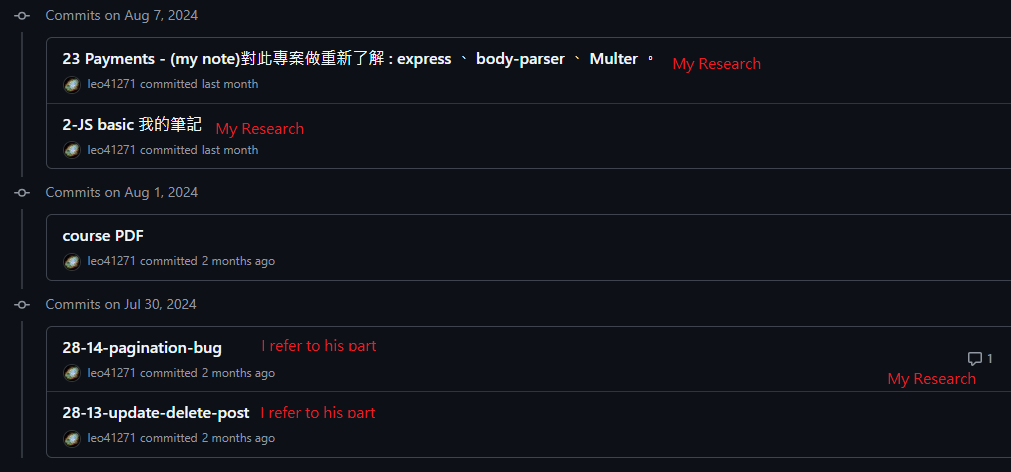 Commits on Aug 7, 2024
23 Payments - (my note)對此專案做重新了解 : express 、 body-parser 、 Multer 。 My Research
leo41271 committed last month
2-JS basic 我的筆記 My Research
leo41271 committed last month
Commits on Aug 1, 2024
course PDF
leo41271 committed 2 months ago
Commits on Jul 30, 2024
28-14-pagination-bug I refer to his part
1
leo41271 committed 2 months ago
My Research
28-13-update-delete-post I refer to his part
leo41271 committed 2 months ago